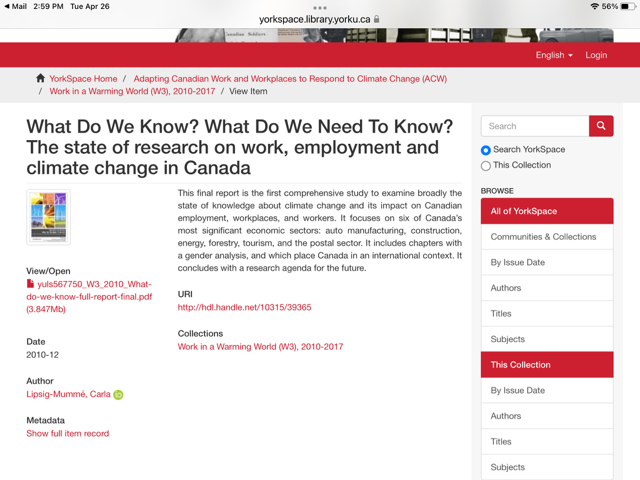 Mail 2:59 PM Tue Apr 26 56%
yorkspace.library.yorku.ca
Canadian Soldiers
English Login
YorkSpace Home / Adapting Canadian Work and Workplaces to Respond to Climate Change (ACW)
/ Work in a Warming World (W3), 2010-2017 / View Item
What Do We Know? What Do We Need To Know?
The state of research on work, employment and
climate change in Canada
This final report is the first comprehensive study to examine broadly the
state of knowledge about climate change and its impact on Canadian
employment, workplaces, and workers. It focuses on six of Canada's
most significant economic sectors: auto manufacturing, construction,
energy, forestry, tourism, and the postal sector. It includes chapters with
a gender analysis, and which place Canada in an international context. It
concludes with a research agenda for the future.
View/Open
yuls567750_W3_2010_What-
do-we-know-full-report-final.pdf
(3.847Mb)
URI
http://hdl.handle.net/10315/39365
Collections
Work in a Warming World (W3), 2010-2017
Date
2010-12
Author
Lipsig-Mummé, Carla iD
Metadata
Show full item record
Search
Search YorkSpace
This Collection
BROWSE
All of YorkSpace
Communities & Collections
By Issue Date
Authors
Titles
Subjects
This Collection
By Issue Date
Authors
Titles
Subjects